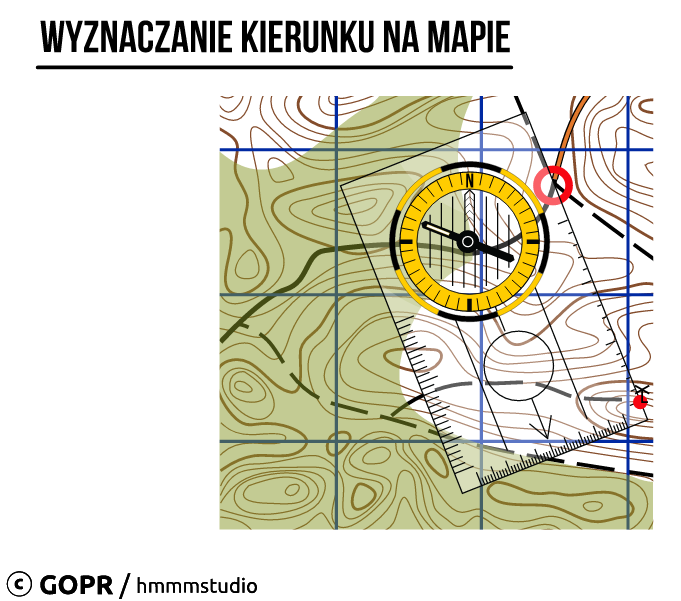 WYZNACZANIE KIERUNKU NA MAPIE
N
© GOPR / hmmmstudio